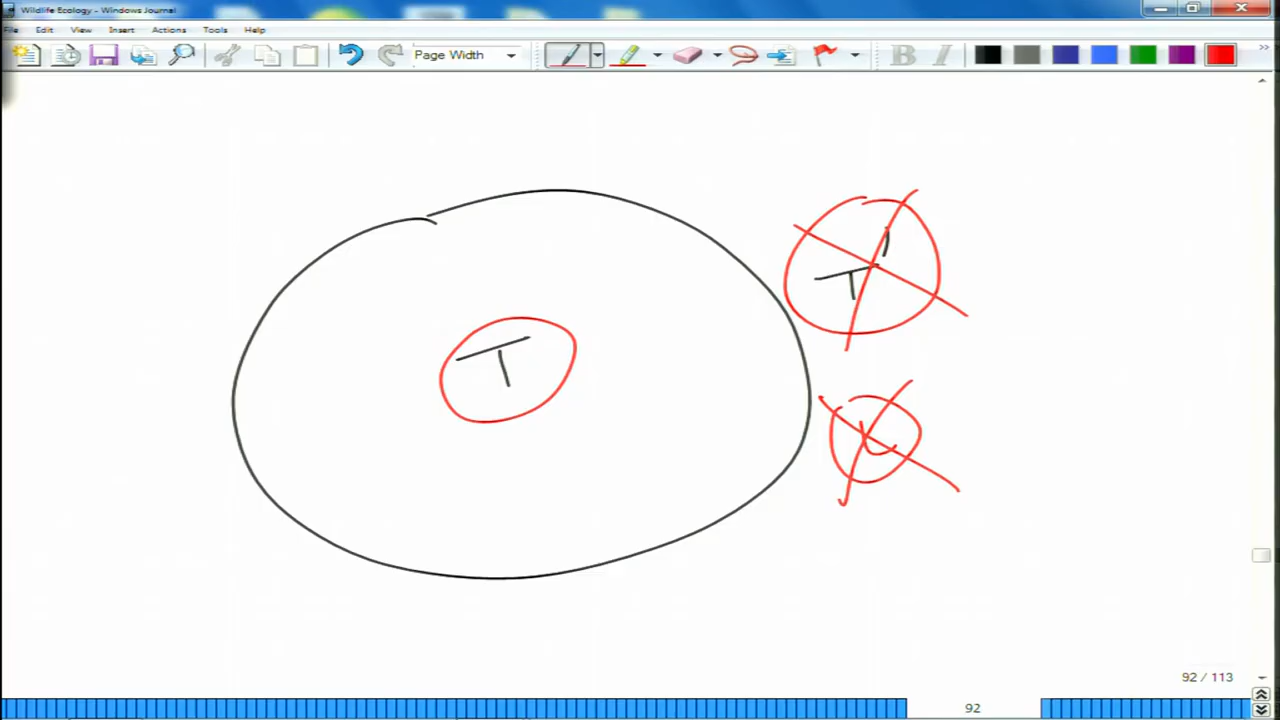 Wildlife Ecology - Windows Journal
File Edit View Insert Actions Tools Help
Page Width
B I
T'
T
L
92 / 113
92